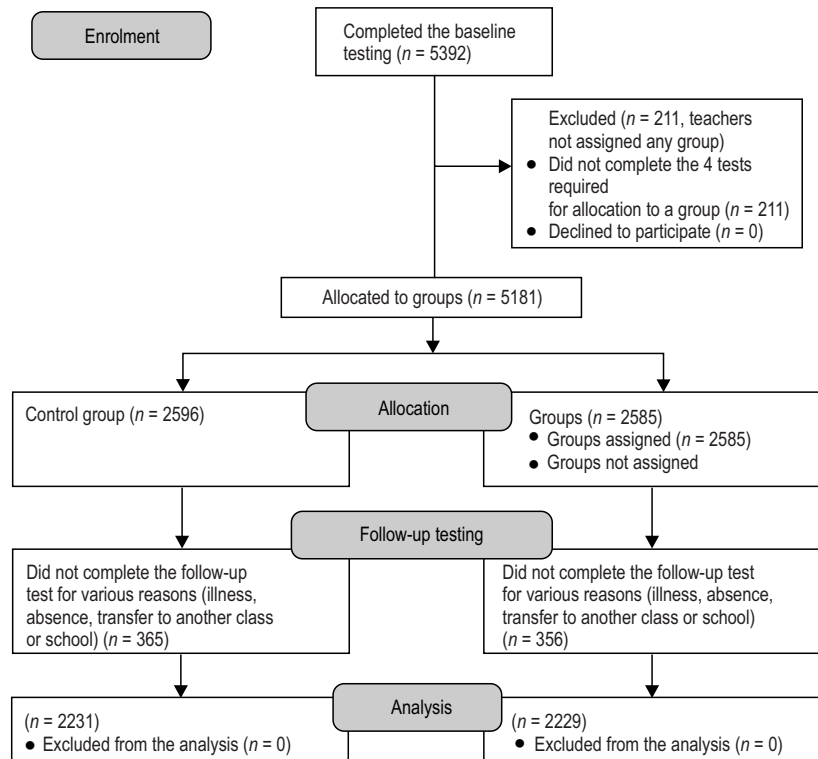 Enrolment
Completed the baseline
testing (n = 5392)
Excluded (n = 211, teachers
not assigned any group)
● Did not complete the 4 tests
required
for allocation to a group (n = 211)
● Declined to participate (n = 0)
Allocated to groups (n = 5181)
Control group (n = 2596)
Allocation
Groups (n = 2585)
● Groups assigned (n = 2585)
● Groups not assigned
Follow-up testing
Did not complete the follow-up
test for various reasons (illness,
absence, transfer to another class
or school) (n = 365)
Did not complete the follow-up test
for various reasons (illness, absence,
transfer to another class or school)
(n = 356)
Analysis
(n = 2231)
● Excluded from the analysis (n = 0)
(n = 2229)
● Excluded from the analysis (n = 0)